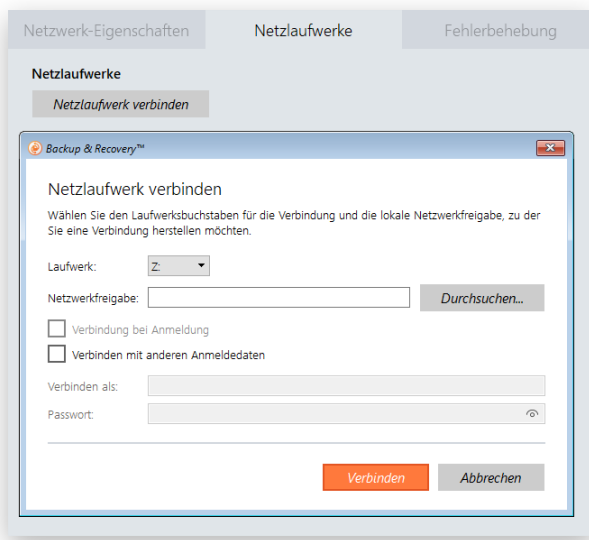 Netzwerk-Eigenschaften
Netzlaufwerke
Fehlerbehebung
Netzlaufwerke
Netzlaufwerk verbinden
Backup & Recovery™
Netzlaufwerk verbinden
Wählen Sie den Laufwerksbuchstaben für die Verbindung und die lokale Netzwerkfreigabe, zu der
Sie eine Verbindung herstellen möchten.
Laufwerk:
Z:
Netzwerkfreigabe:
Durchsuchen...
Verbindung bei Anmeldung
Verbinden mit anderen Anmeldedaten
Verbinden als:
Passwort:
Verbinden
Abbrechen